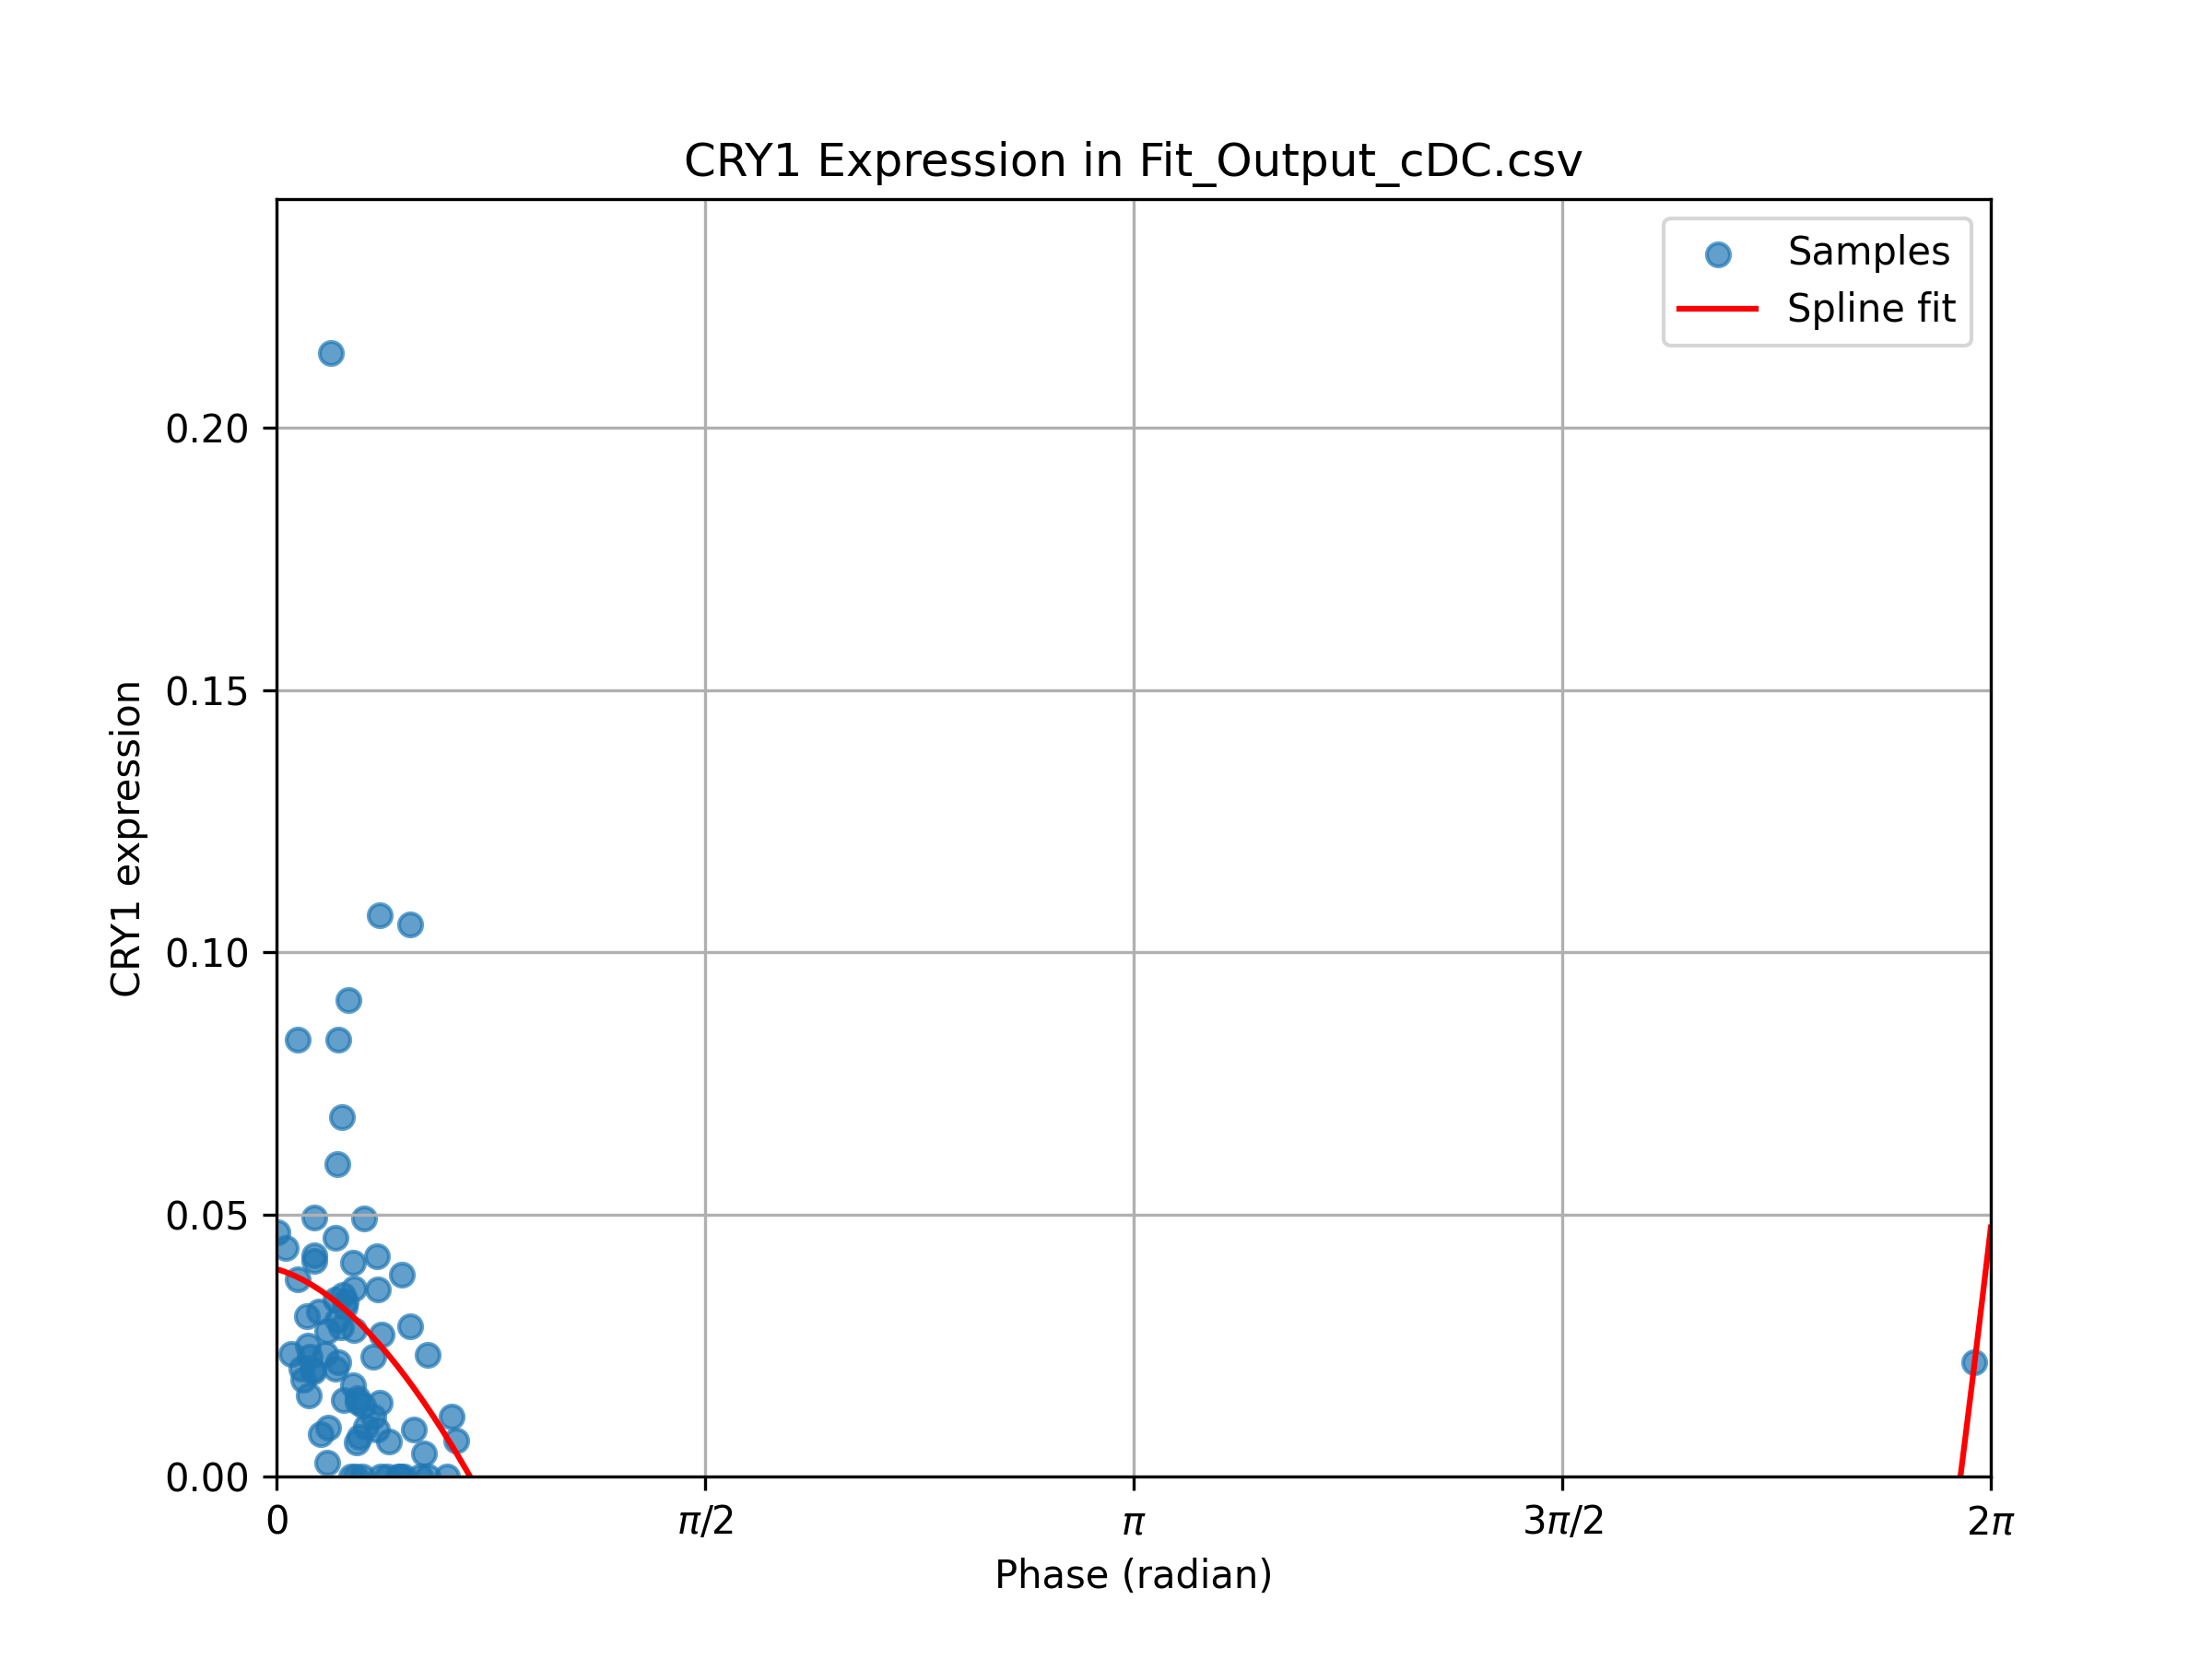 CRY1 Expression in Fit_Output_cDC.csv
Samples
Spline fit
CRY1 expression
0.20
0.15
0.10
0.05
0.00
0
π/2
π
3π/2
2π
Phase (radian)